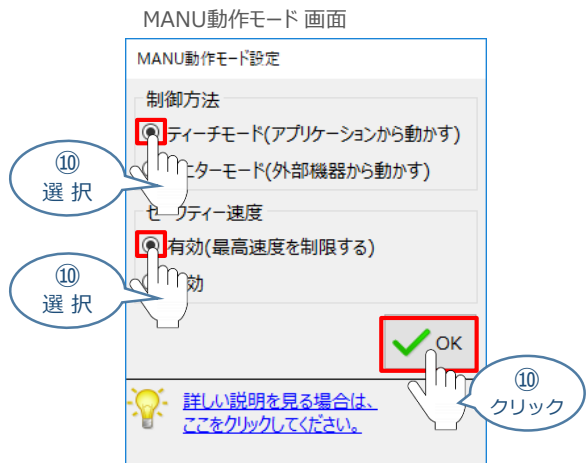 MANU動作モード 画面
MANU動作モード設定
制御方法
ティーチモード(アプリケーションから動かす)
ニターモード(外部機器から動かす)
⑩
選 択
セーフティー速度
有効(最高速度を制限する)
効
⑩
選 択
OK
⑩
クリック
詳しい説明を見る場合は、
ここをクリックしてください。